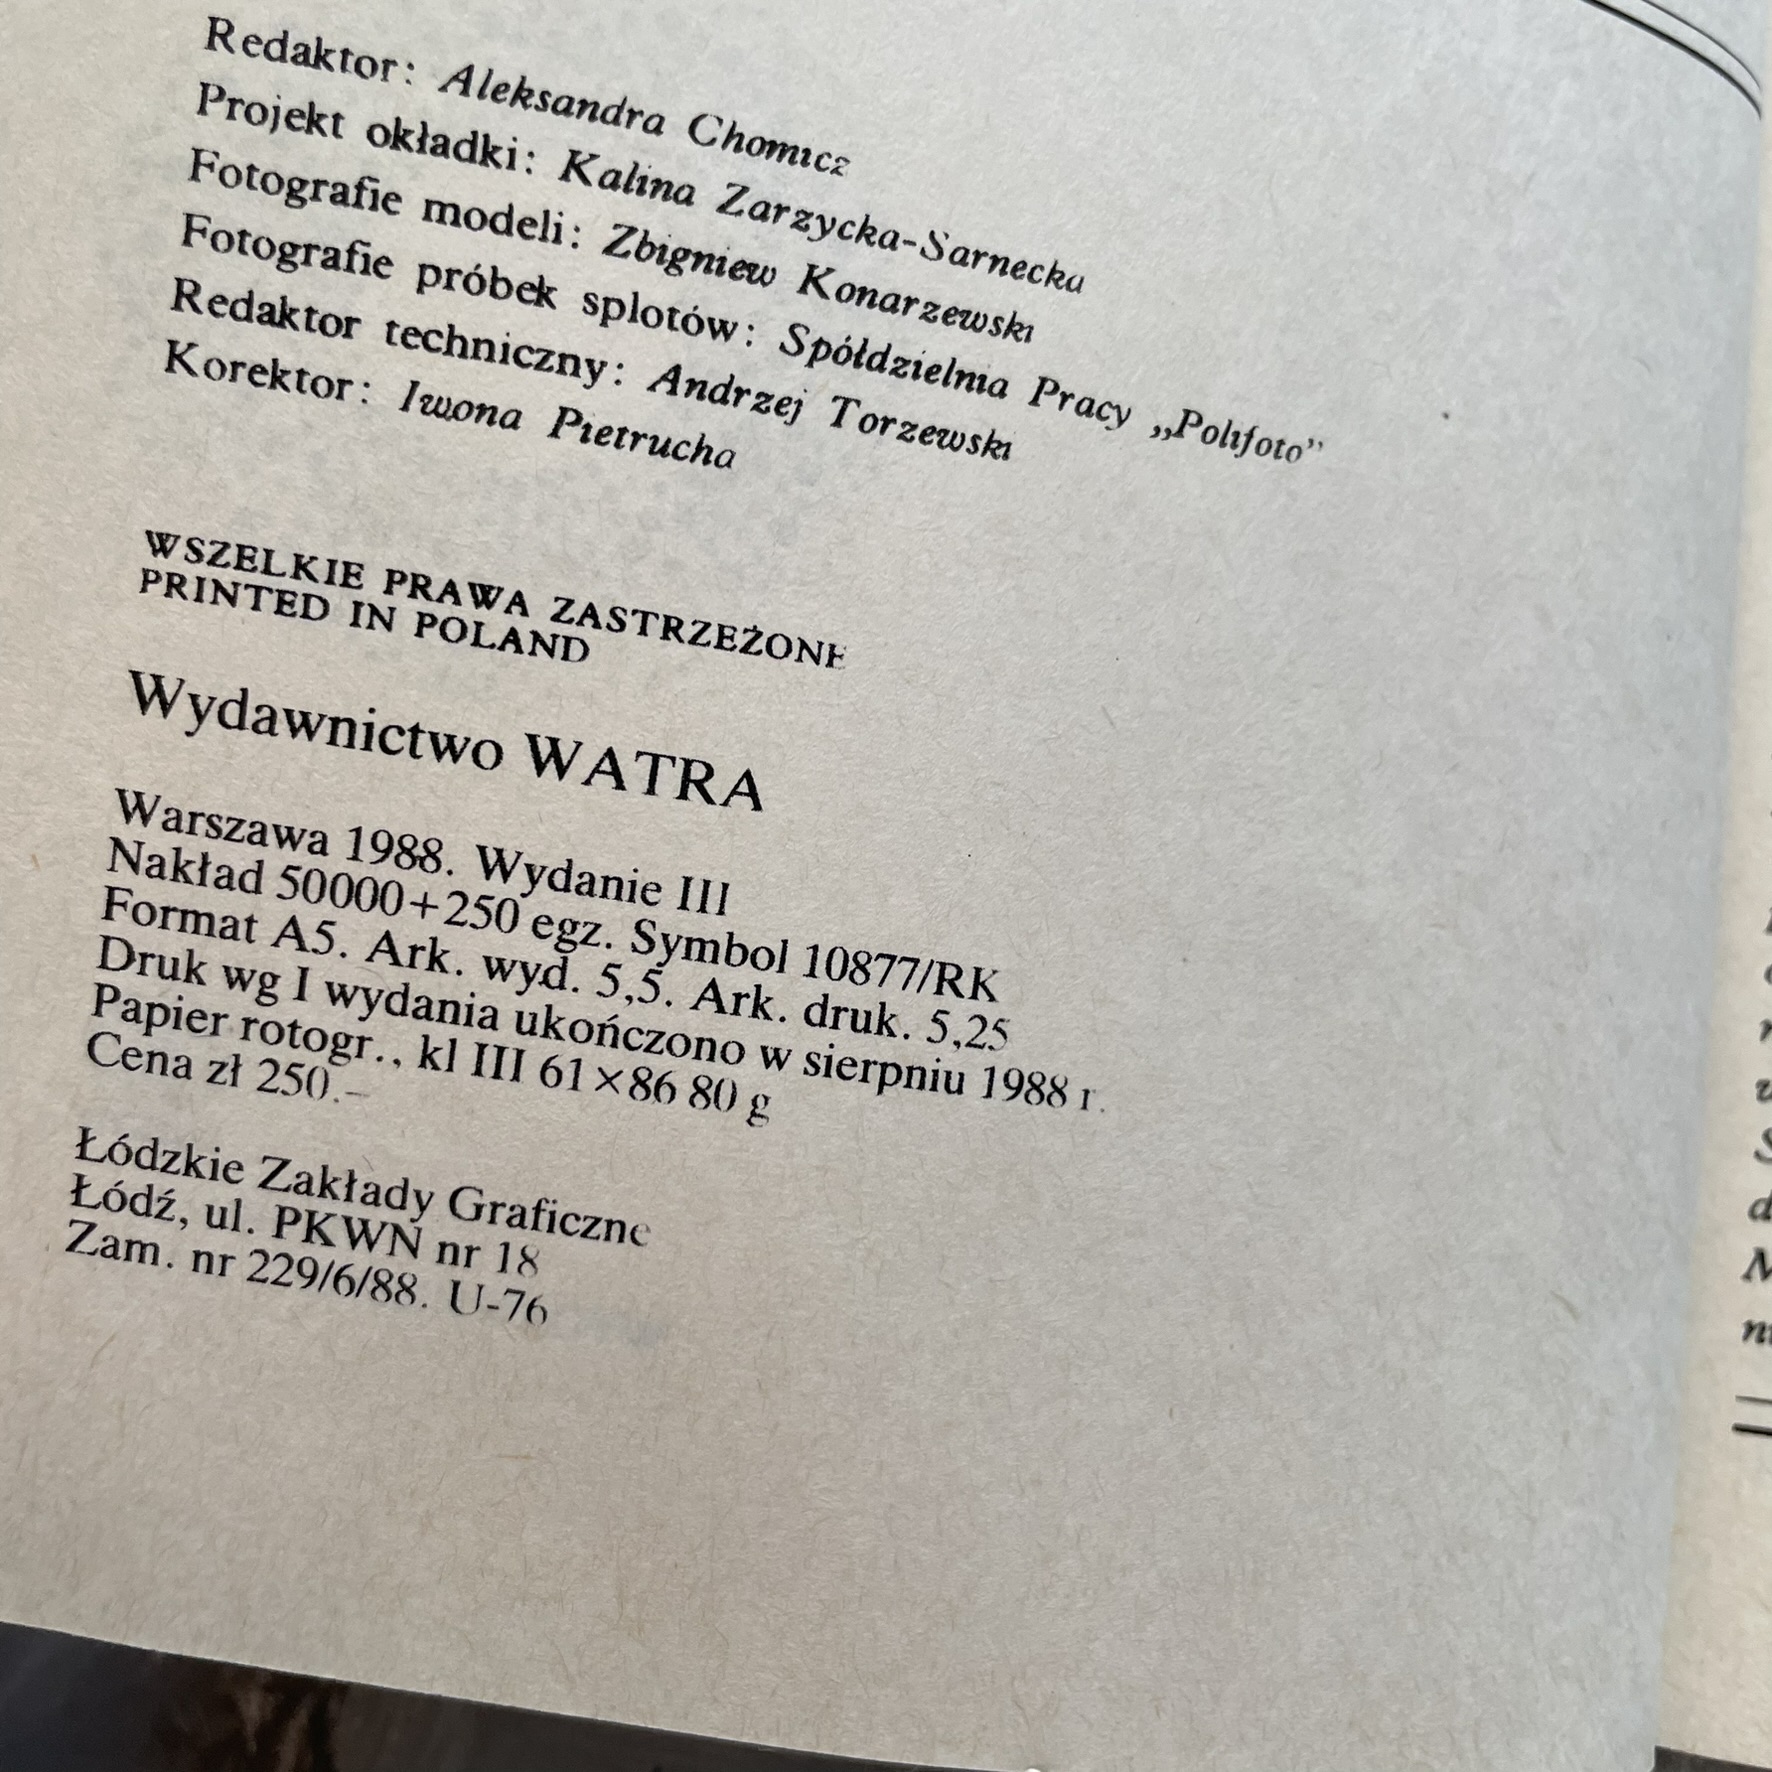 Redaktor: Aleksandra Chomicz
Projekt okładki: Kalina Zarzycka-Sarnecka
Fotografie modeli: Zbigniew Konarzewski
Fotografie próbek splotów: Spółdzielnia Pracy „Polifoto”
Redaktor techniczny: Andrzej Torzewski
Korektor: Iwona Pietrucha
WSZELKIE PRAWA ZASTRZEŻONE
PRINTED IN POLAND
Wydawnictwo WATRA
Warszawa 1988. Wydanie III
Nakład 50000+250 egz. Symbol 10877/RK
Format A5. Ark. wyd. 5,5. Ark. druk. 5,25
Druk wg I wydania ukończono w sierpniu 1988 r.
Papier rotogr., kl III 61×86 80 g
Cena zł 250.–
Łódzkie Zakłady Graficzne
Łódź, ul. PKWN nr 18
Zam. nr 229/6/88. U-76